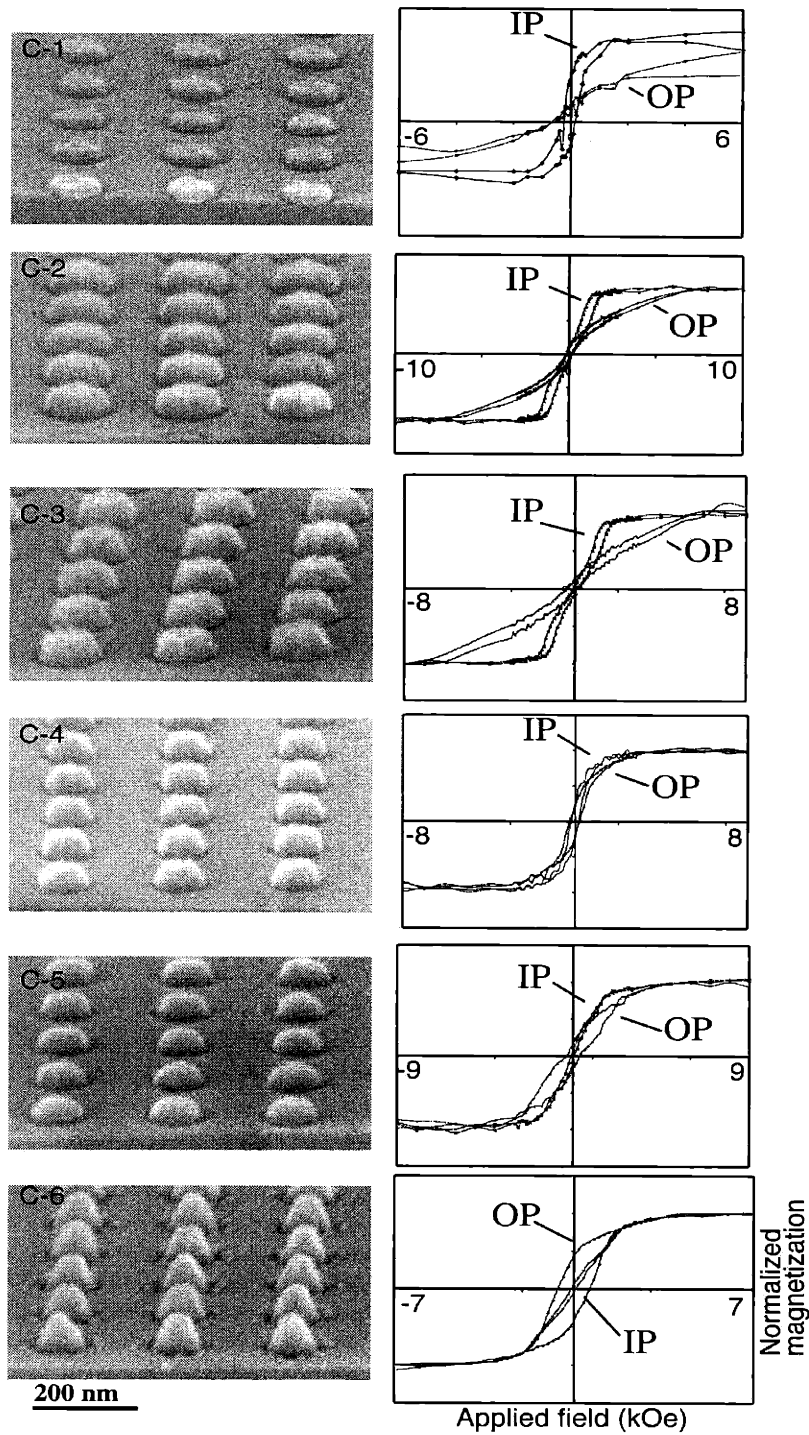 C-1
IP
OP
-6
6
C-2
IP
OP
-10
10
C-3
IP
OP
-8
8
C-4
IP
OP
-8
8
C-5
IP
OP
-9
9
C-6
OP
IP
-7
7
Normalized
magnetization
200 nm
Applied field (kOe)